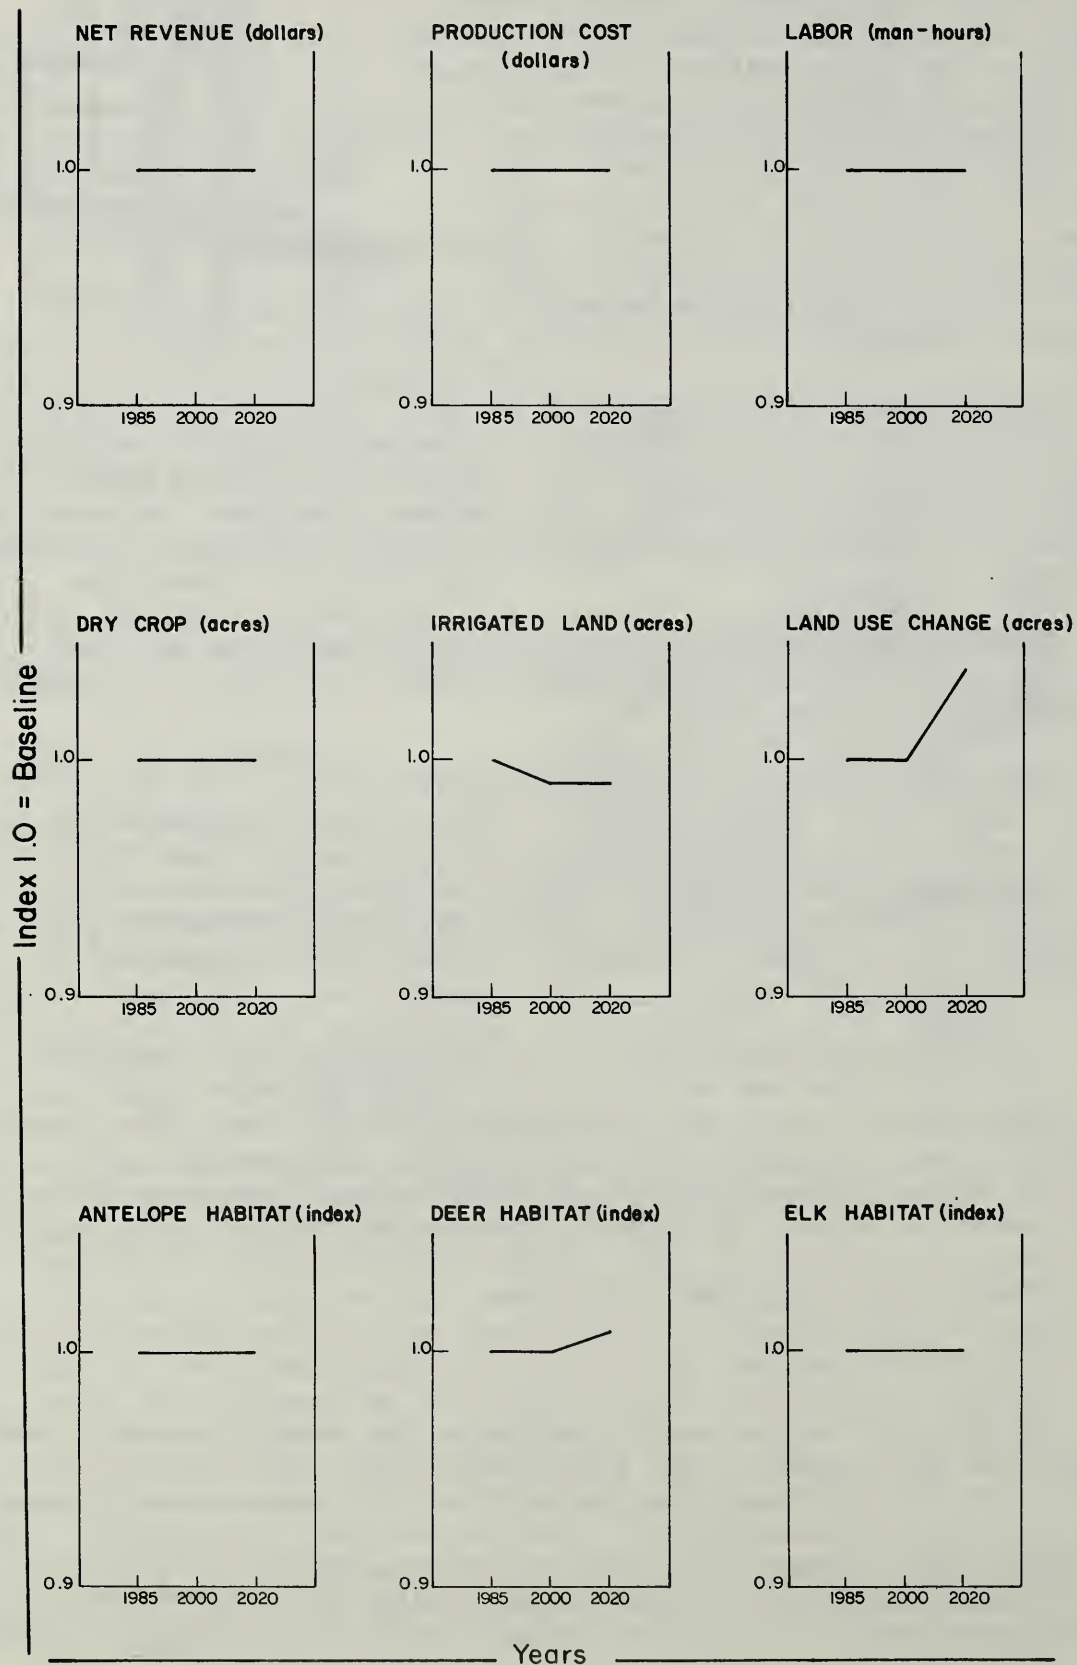 NET REVENUE (dollars)
PRODUCTION COST
(dollars)
LABOR (man-hours)
1.0
0.9
1985 2000 2020
1.0
0.9
1985 2000 2020
1.0
0.9
1985 2000 2020
DRY CROP (acres)
IRRIGATED LAND (acres)
LAND USE CHANGE (acres)
1.0
0.9
1985 2000 2020
1.0
0.9
1985 2000 2020
1.0
0.9
1985 2000 2020
ANTELOPE HABITAT (index)
DEER HABITAT (index)
ELK HABITAT (index)
1.0
0.9
1985 2000 2020
1.0
0.9
1985 2000 2020
1.0
0.9
1985 2000 2020
Index 1.0 = Baseline
Years